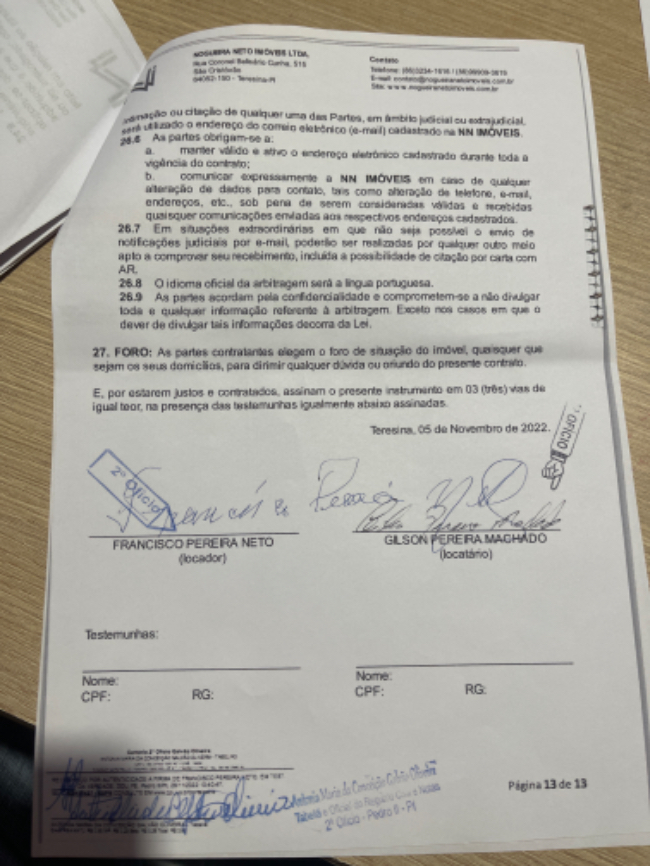 NOGUEIRA NETO IMÓVEIS LTDA.
Rua Coronel Belisário Cunha, 515
São Cristóvão
64052-190 - Teresina-PI
Contato
Telefone:
E-mail: contato@nogueiranetoimoveis.com.br
Site: www.nogueiranetoimoveis.com.br
intimação ou citação de qualquer uma das Partes, em âmbito judicial ou extrajudicial,
será utilizado o endereço do correio eletrônico (e-mail) cadastrado na NN IMÓVEIS.
26.6 As partes obrigam-se a:
a. manter válido e ativo o endereço eletrônico cadastrado durante toda a
vigência do contrato;
b. comunicar expressamente a NN IMÓVEIS em caso de qualquer
alteração de dados para contato, tais como alteração de telefone, e-mail,
endereços, etc., sob pena de serem consideradas válidas e recebidas
quaisquer comunicações enviadas aos respectivos endereços cadastrados.
26.7 Em situações extraordinárias em que não seja possível o envio de
notificações judiciais por e-mail, poderão ser realizadas por qualquer outro meio
apto a comprovar seu recebimento, incluída a possibilidade de citação por carta com
AR.
26.8 O idioma oficial da arbitragem será a língua portuguesa.
26.9 As partes acordam pela confidencialidade e comprometem-se a não divulgar
toda e qualquer informação referente à arbitragem. Exceto nos casos em que o
dever de divulgar tais informações decorra da Lei.
27. FORO: As partes contratantes elegem o foro de situação do imóvel, quaisquer que
sejam os seus domicílios, para dirimir qualquer dúvida ou oriundo do presente contrato.
E, por estarem justos e contratados, assinam o presente instrumento em 03 (três) vias de
igual teor, na presença das testemunhas igualmente abaixo assinadas.
Teresina, 05 de Novembro de 2022.
OFICIO
2º Oficio
Francisco Pereira
FRANCISCO PEREIRA NETO
(locador)
GILSON PEREIRA MACHADO
(locatário)
Testemunhas:
Nome:
CPF: RG:
Nome:
CPF: RG:
Antonia Maria da Conceição Galvão Oliveira
Tabeliã e Oficial do Registro Civil e Notas
2º Ofício - Pedro II - PI
Página 13 de 13